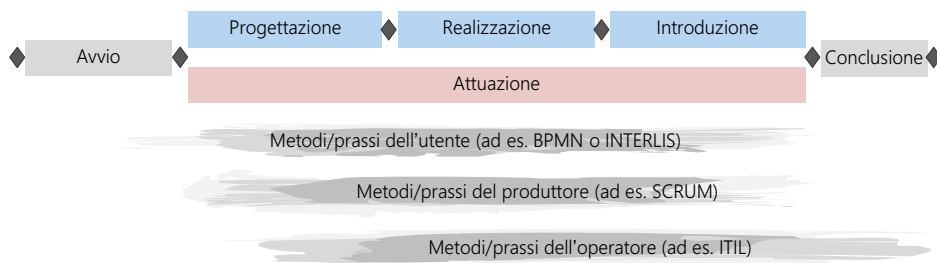 Progettazione
Realizzazione
Introduzione
Avvio
Conclusione
Attuazione
Metodi/prassi dell'utente (ad es. BPMN o INTERLIS)
Metodi/prassi del produttore (ad es. SCRUM)
Metodi/prassi dell'operatore (ad es. ITIL)